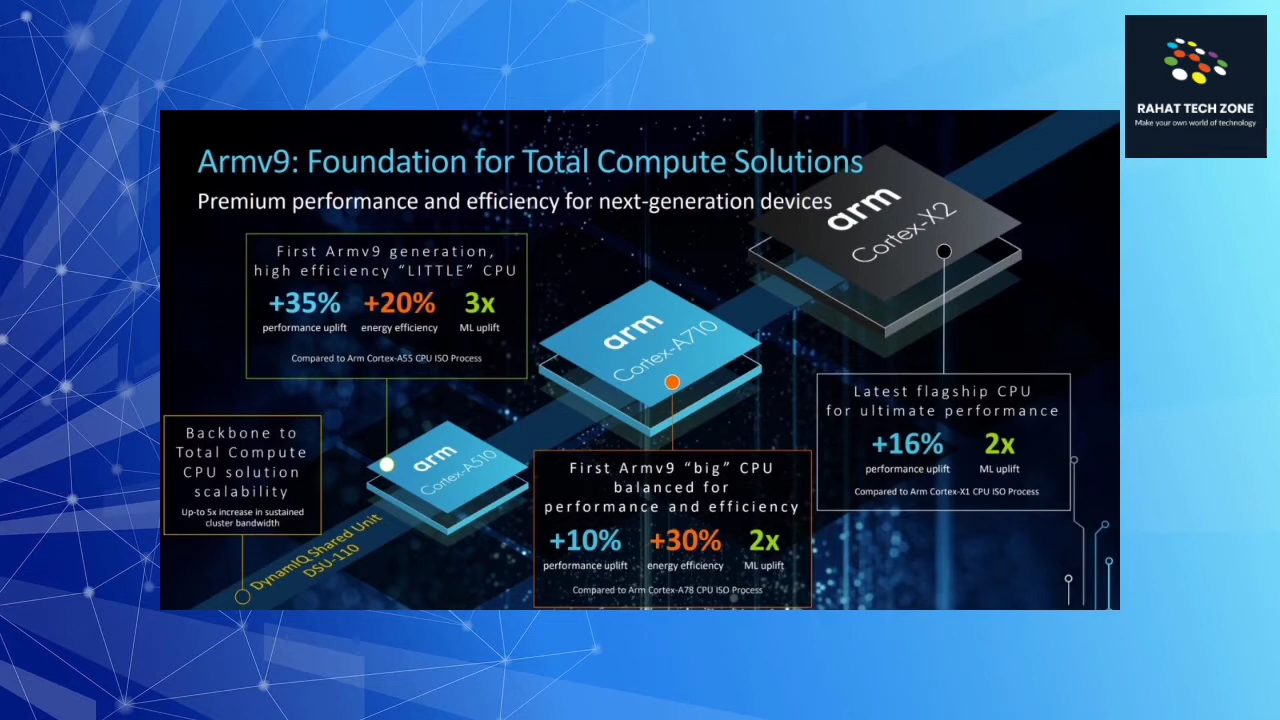 RAHAT TECH ZONE
Make your own world of technology
Armv9: Foundation for Total Compute Solutions
Premium performance and efficiency for next-generation devices
arm
Cortex-X2
First Armv9 generation,
high efficiency “LITTLE” CPU
+35% +20% 3x
performance uplift energy efficiency ML uplift
Compared to Arm Cortex-A55 CPU ISO Process
arm
Cortex-A710
Latest flagship CPU
for ultimate performance
+16% 2x
performance uplift ML uplift
Compared to Arm Cortex-X1 CPU ISO Process
Backbone to
Total Compute
CPU solution
scalability
Up-to 5x increase in sustained
cluster bandwidth
arm
Cortex-A510
First Armv9 “big” CPU
balanced for
performance and efficiency
+10% +30% 2x
performance uplift energy efficiency ML uplift
Compared to Arm Cortex-A78 CPU ISO Process
DynamIQ Shared Unit
DSU-110